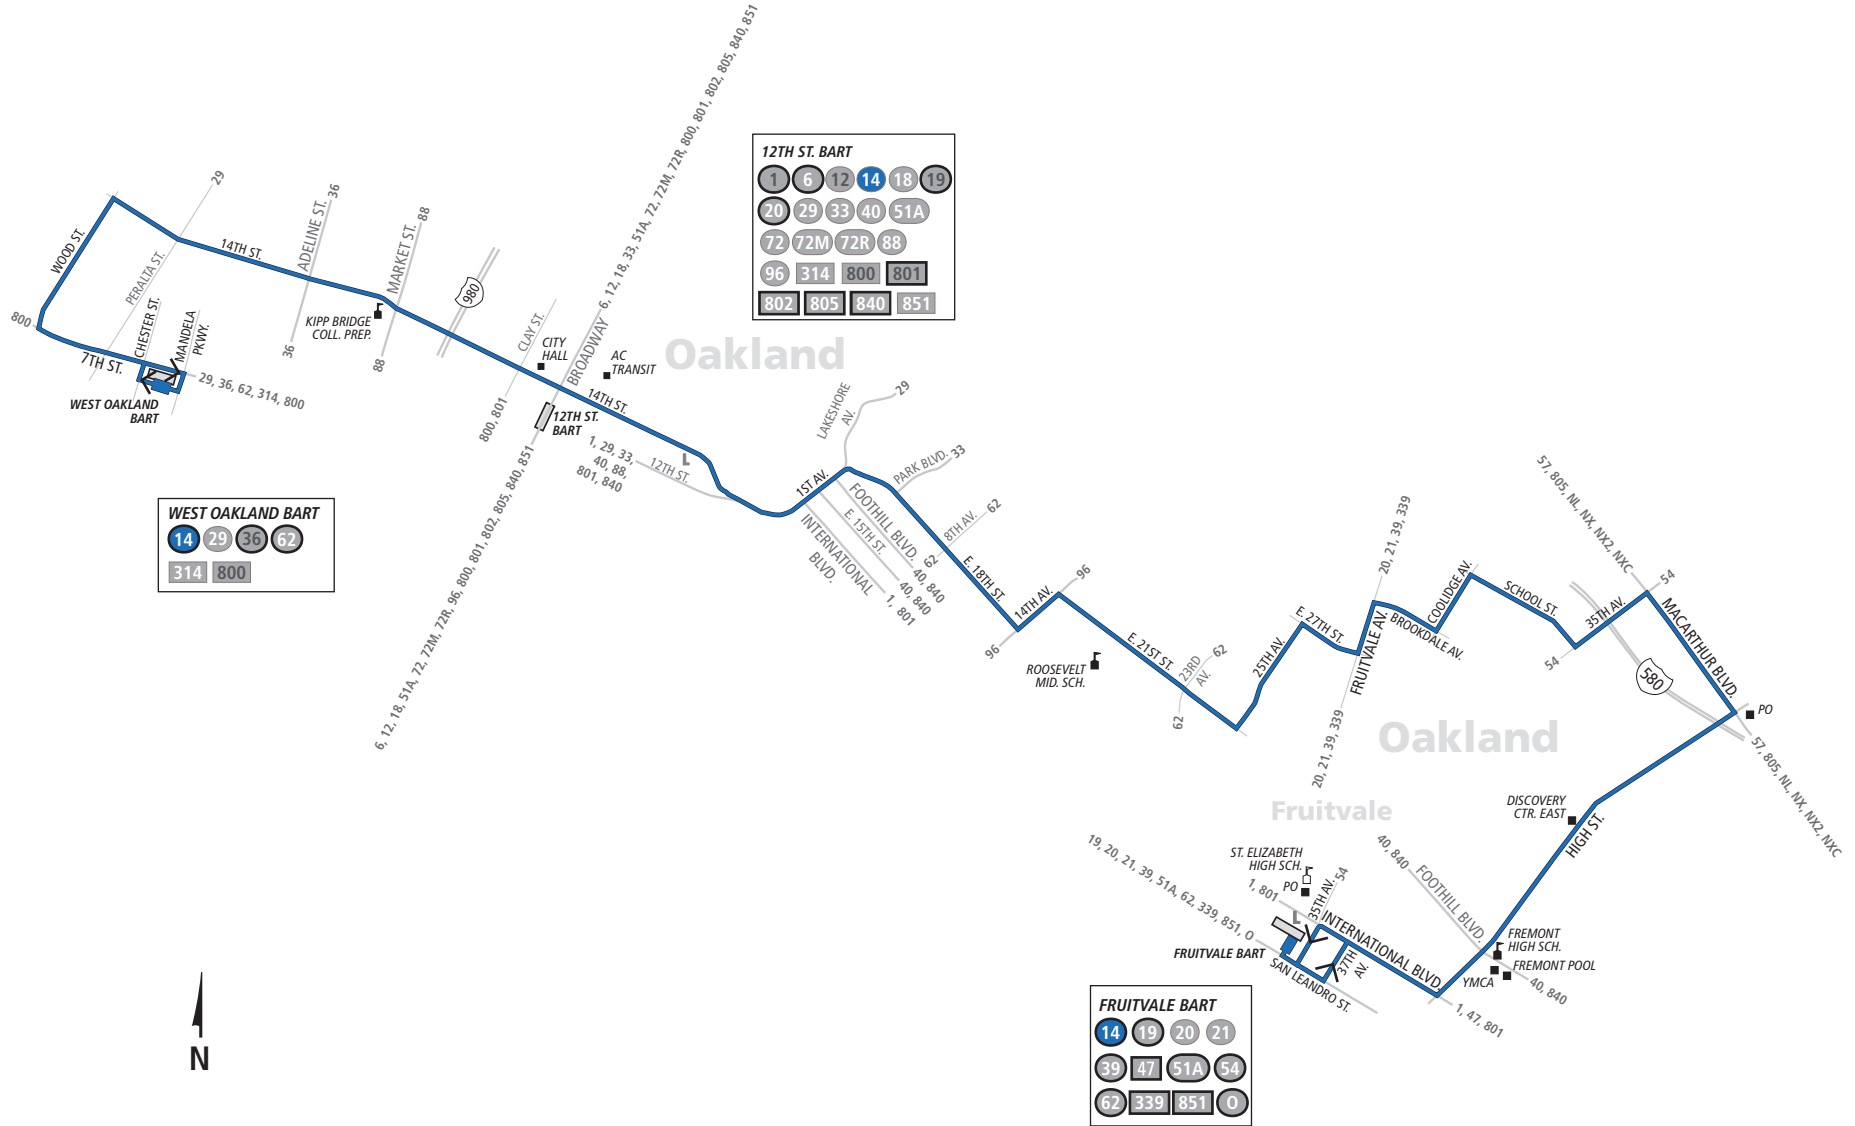 6, 12, 18, 33, 51A, 72, 72M, 72R, 800, 801, 802, 805, 840, 851
12TH ST. BART
1 6 12 14 18 19
20 29 33 40 51A
72 72M 72R 88
96 314 800 801
802 805 840 851
29
36
88
WOOD ST.
PERALTA ST.
14TH ST.
ADELINE ST.
MARKET ST.
980
800
CHESTER ST.
MANDELA
PKWY.
7TH ST.
KIPP BRIDGE
COLL. PREP.
36
88
29, 36, 62, 314, 800
WEST OAKLAND
BART
CLAY ST.
CITY
HALL
BROADWAY
AC
TRANSIT
Oakland
800, 801
14TH ST.
12TH ST.
BART
1, 29, 33,
40, 88,
801, 840
12TH ST.
6, 12, 18, 51A, 72, 72M, 72R, 96, 800, 801, 802, 805, 840, 851
WEST OAKLAND BART
14 29 36 62
314 800
LAKESHORE
AV.
29
1ST AV.
PARK BLVD.
33
FOOTHILL BLVD.
E. 15TH ST.
INTERNATIONAL
BLVD.
40, 840
40, 840
1, 801
8TH AV.
62
62
E. 18TH ST.
14TH AV.
96
96
ROOSEVELT
MID. SCH.
E. 21ST ST.
23RD
AV.
62
62
25TH AV.
E. 27TH ST.
FRUITVALE AV.
20, 21, 39, 339
20, 21, 39, 339
BROOKDALE AV.
COOLIDGE AV.
SCHOOL ST.
35TH AV.
54
54
57, 805, NL, NX, NX2, NXC
MACARTHUR BLVD.
580
PO
57, 805, NL, NX, NX2, NXC
Oakland
Fruitvale
DISCOVERY
CTR. EAST
HIGH ST.
40, 840
FOOTHILL BLVD.
FREMONT
HIGH SCH.
FREMONT POOL
YMCA
40, 840
1, 47, 801
ST. ELIZABETH
HIGH SCH.
PO
1, 801
35TH AV.
54
INTERNATIONAL BLVD.
37TH
AV.
19, 20, 21, 39, 51A, 62, 339, 851, O
FRUITVALE BART
SAN LEANDRO ST.
FRUITVALE BART
14 19 20 21
39 47 51A 54
62 339 851 O
N